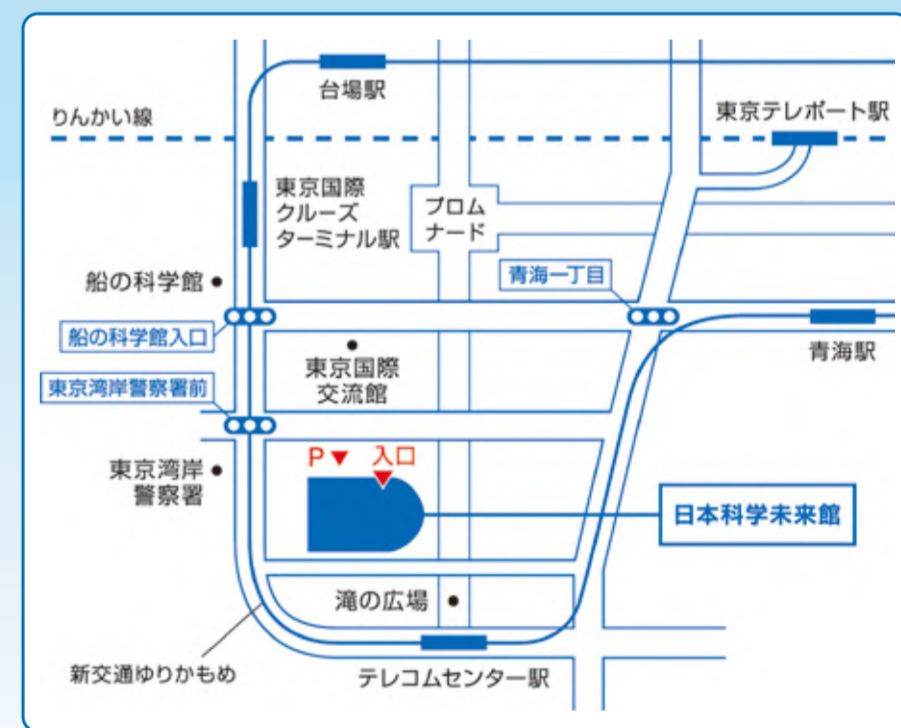 台場駅
りんかい線
東京テレポート駅
東京国際
クルーズ
ターミナル駅
プロム
ナード
船の科学館
青海一丁目
船の科学館入口
青海駅
東京国際
交流館
東京湾岸警察署前
P
入口
東京湾岸
警察署
日本科学未来館
滝の広場
新交通ゆりかもめ
テレコムセンター駅